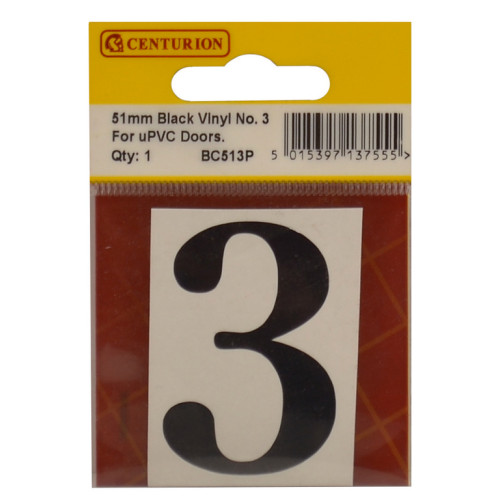 CENTURION
51mm Black Vinyl No. 3
For uPVC Doors.
Qty: 1 BC513P
5 015397 137555 >
3